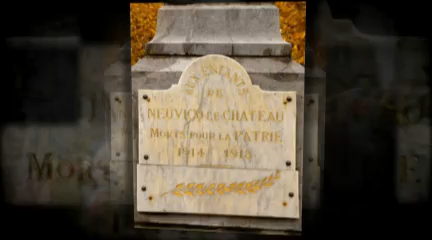 AUX ENFANTS
DE
NEUVICQ-LE-CHATEAU
MORTS POUR LA PATRIE
1914 1918